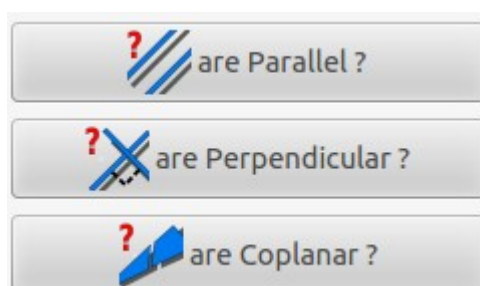 ? are Parallel ?
? are Perpendicular ?
? are Coplanar ?